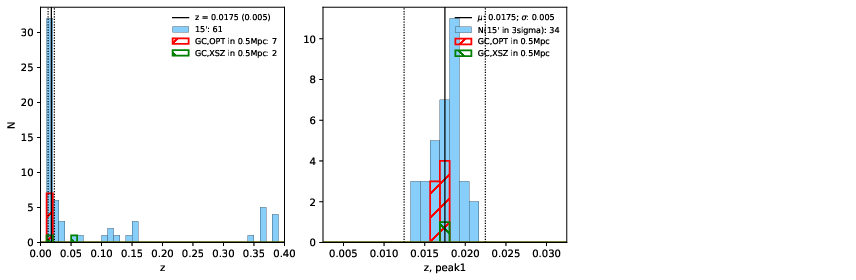 z = 0.0175 (0.005)
15': 61
GC,OPT in 0.5Mpc: 7
GC,XSZ in 0.5Mpc: 2
N
30
25
20
15
10
5
0
0.00 0.05 0.10 0.15 0.20 0.25 0.30 0.35 0.40
z
μ: 0.0175; σ: 0.005
N(15' in 3sigma): 34
GC,OPT in 0.5Mpc
GC,XSZ in 0.5Mpc
10
8
6
4
2
0
0.005 0.010 0.015 0.020 0.025 0.030
z, peak1